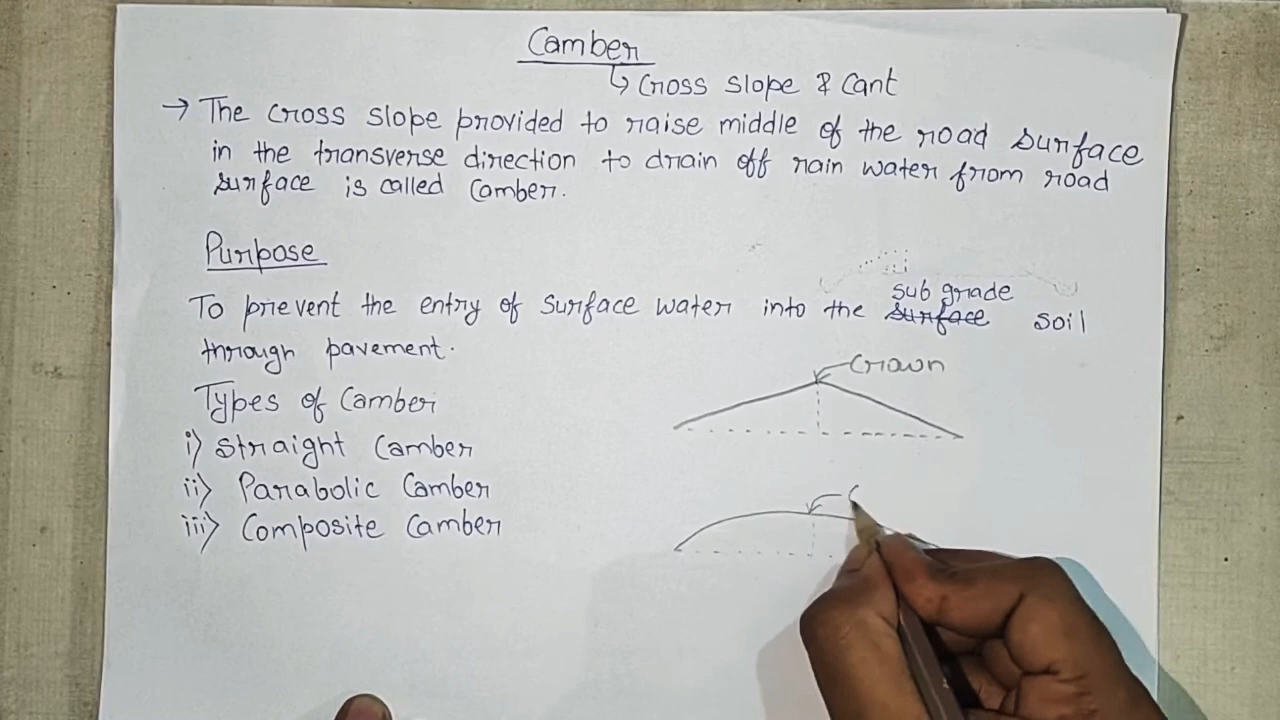 Camber
↳ Cross slope & Cant
→ The cross slope provided to raise middle of the road surface
in the transverse direction to drain off rain water from road
surface is called Camber.
Purpose
To prevent the entry of surface water into the sub grade ~~surface~~ soil
through pavement.
Types of Camber
i) Straight Camber
ii) Parabolic Camber
iii) Composite Camber
Crown
C